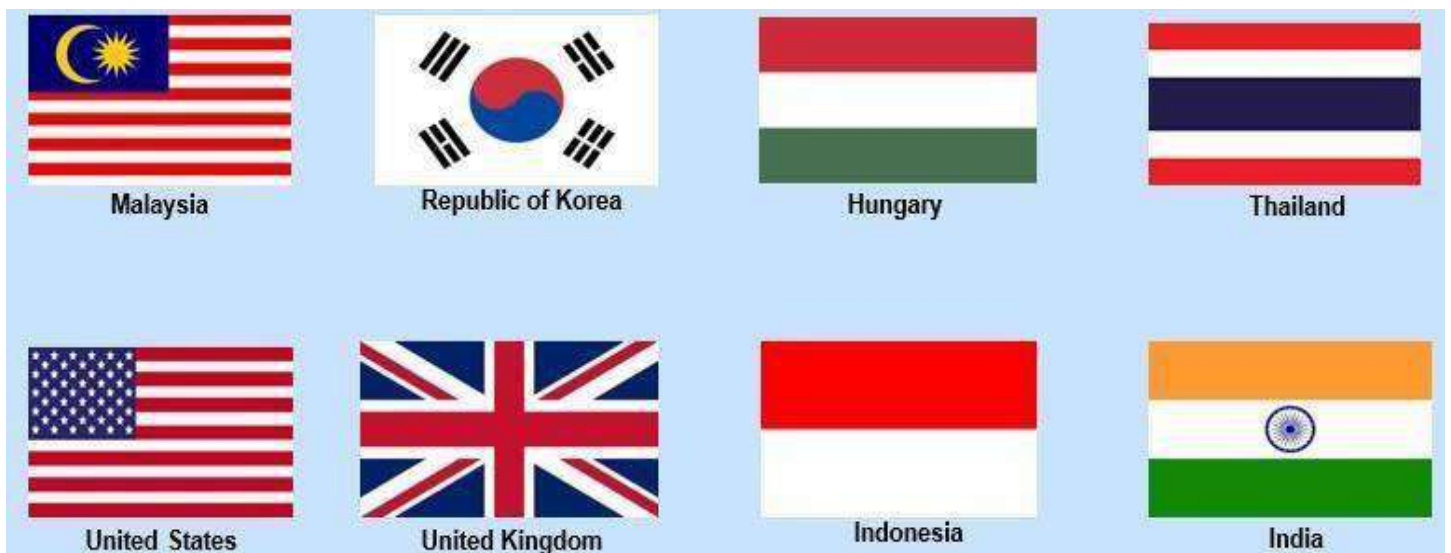 Malaysia
Republic of Korea
Hungary
Thailand
United States
United Kingdom
Indonesia
India